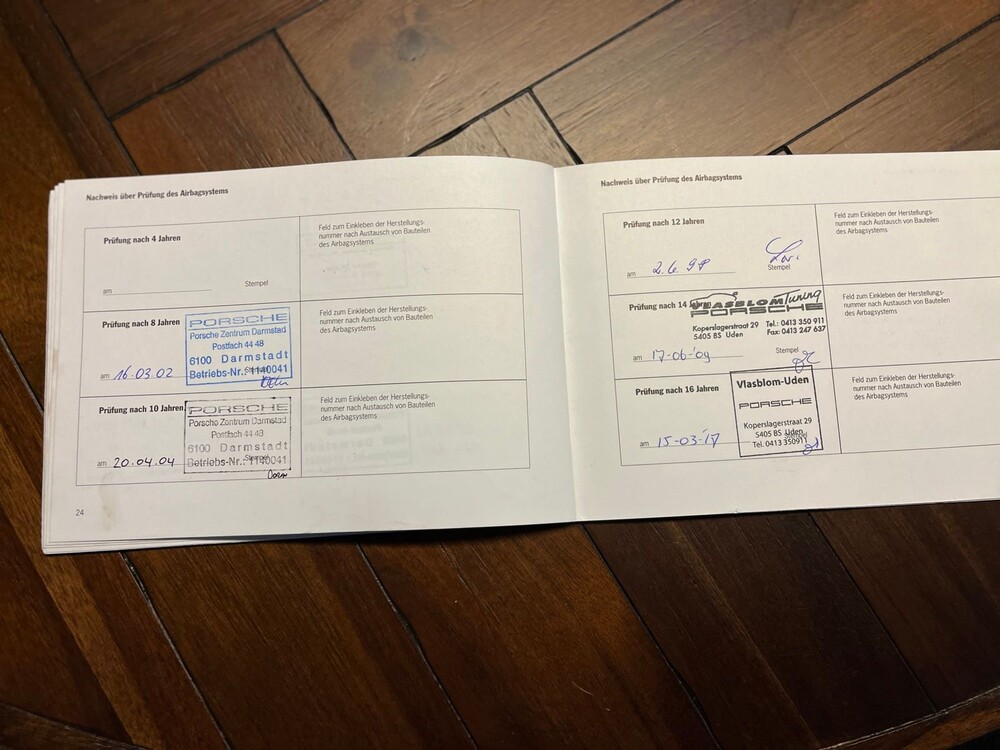 Nachweis über Prüfung des Airbagsystems
Prüfung nach 4 Jahren
am
Stempel
Feld zum Einkleben der Herstellungs-
nummer nach Austausch von Bauteilen
des Airbagsystems
Prüfung nach 8 Jahren
am 16.03.02
PORSCHE
Porsche Zentrum Darmstadt
Postfach 44 48
6100 Darmstadt
Betriebs-Nr.: 1140041
Stempel
Feld zum Einkleben der Herstellungs-
nummer nach Austausch von Bauteilen
des Airbagsystems
Prüfung nach 10 Jahren
am 20.04.04
PORSCHE
Porsche Zentrum Darmstadt
Postfach 44 48
6100 Darmstadt
Betriebs-Nr.: 1140041
Stempel
Feld zum Einkleben der Herstellungs-
nummer nach Austausch von Bauteilen
des Airbagsystems
24
Nachweis über Prüfung des Airbagsystems
Prüfung nach 12 Jahren
am
Stempel
Feld zum Einkleben der Herstellungs-
nummer nach Austausch von Bauteilen
des Airbagsystems
Prüfung nach 14 Jahren
am 17-06-'09
VLASBLOM Tuning
PORSCHE
Koperslagerstraat 29 Tel.: 0413 350 911
5405 BS Uden Fax: 0413 247 637
Stempel
Feld zum Einkleben der Herstellungs-
nummer nach Austausch von Bauteilen
des Airbagsystems
Prüfung nach 16 Jahren
am 15-03-'17
Vlasblom-Uden
PORSCHE
Koperslagerstraat 29
5405 BS Uden
Tel. 0413 350911
Stempel
Feld zum Einkleben der Herstellungs-
nummer nach Austausch von Bauteilen
des Airbagsystems